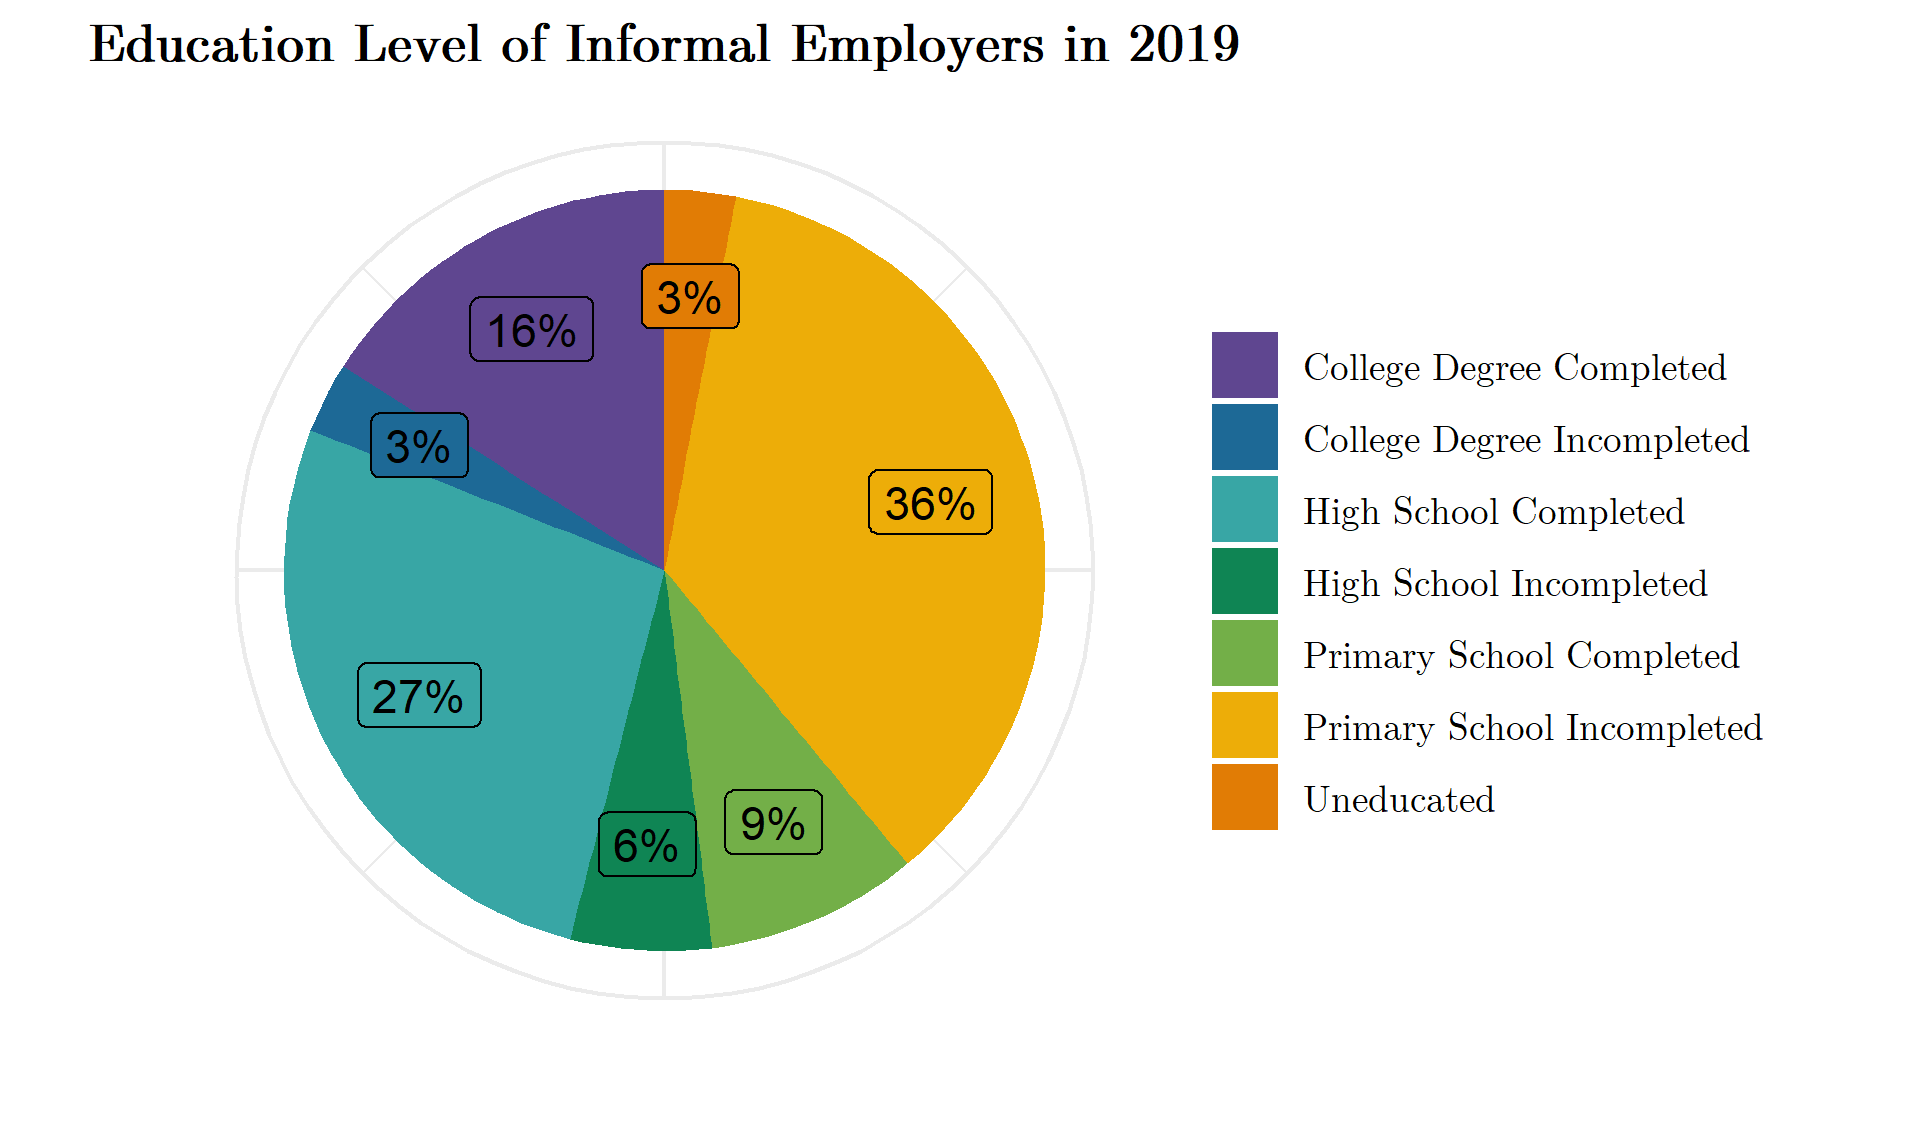 Education Level of Informal Employers in 2019
3%
16%
3%
36%
27%
9%
6%
College Degree Completed
College Degree Incompleted
High School Completed
High School Incompleted
Primary School Completed
Primary School Incompleted
Uneducated